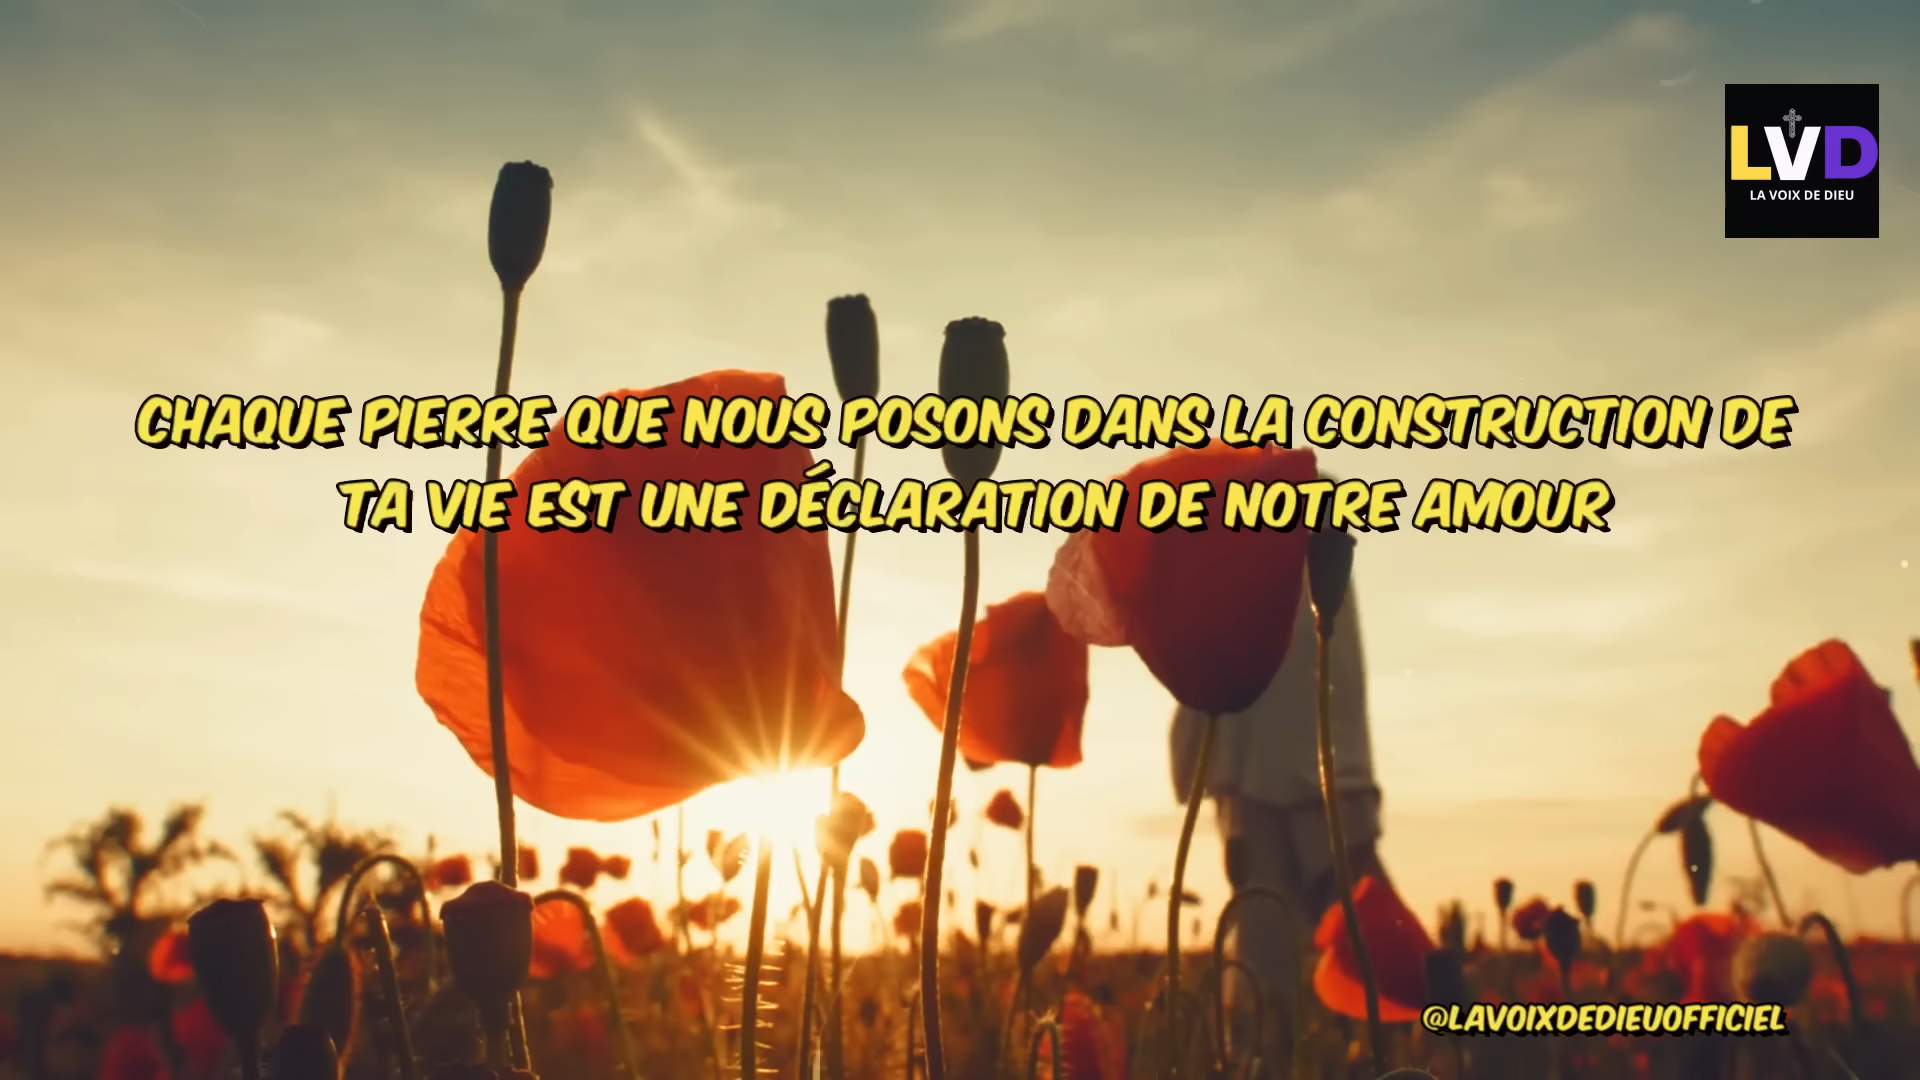 LVD
LA VOIX DE DIEU
CHAQUE PIERRE QUE NOUS POSONS DANS LA CONSTRUCTION DE
TA VIE EST UNE DÉCLARATION DE NOTRE AMOUR
@LAVOIXDEDIEUOFFICIEL